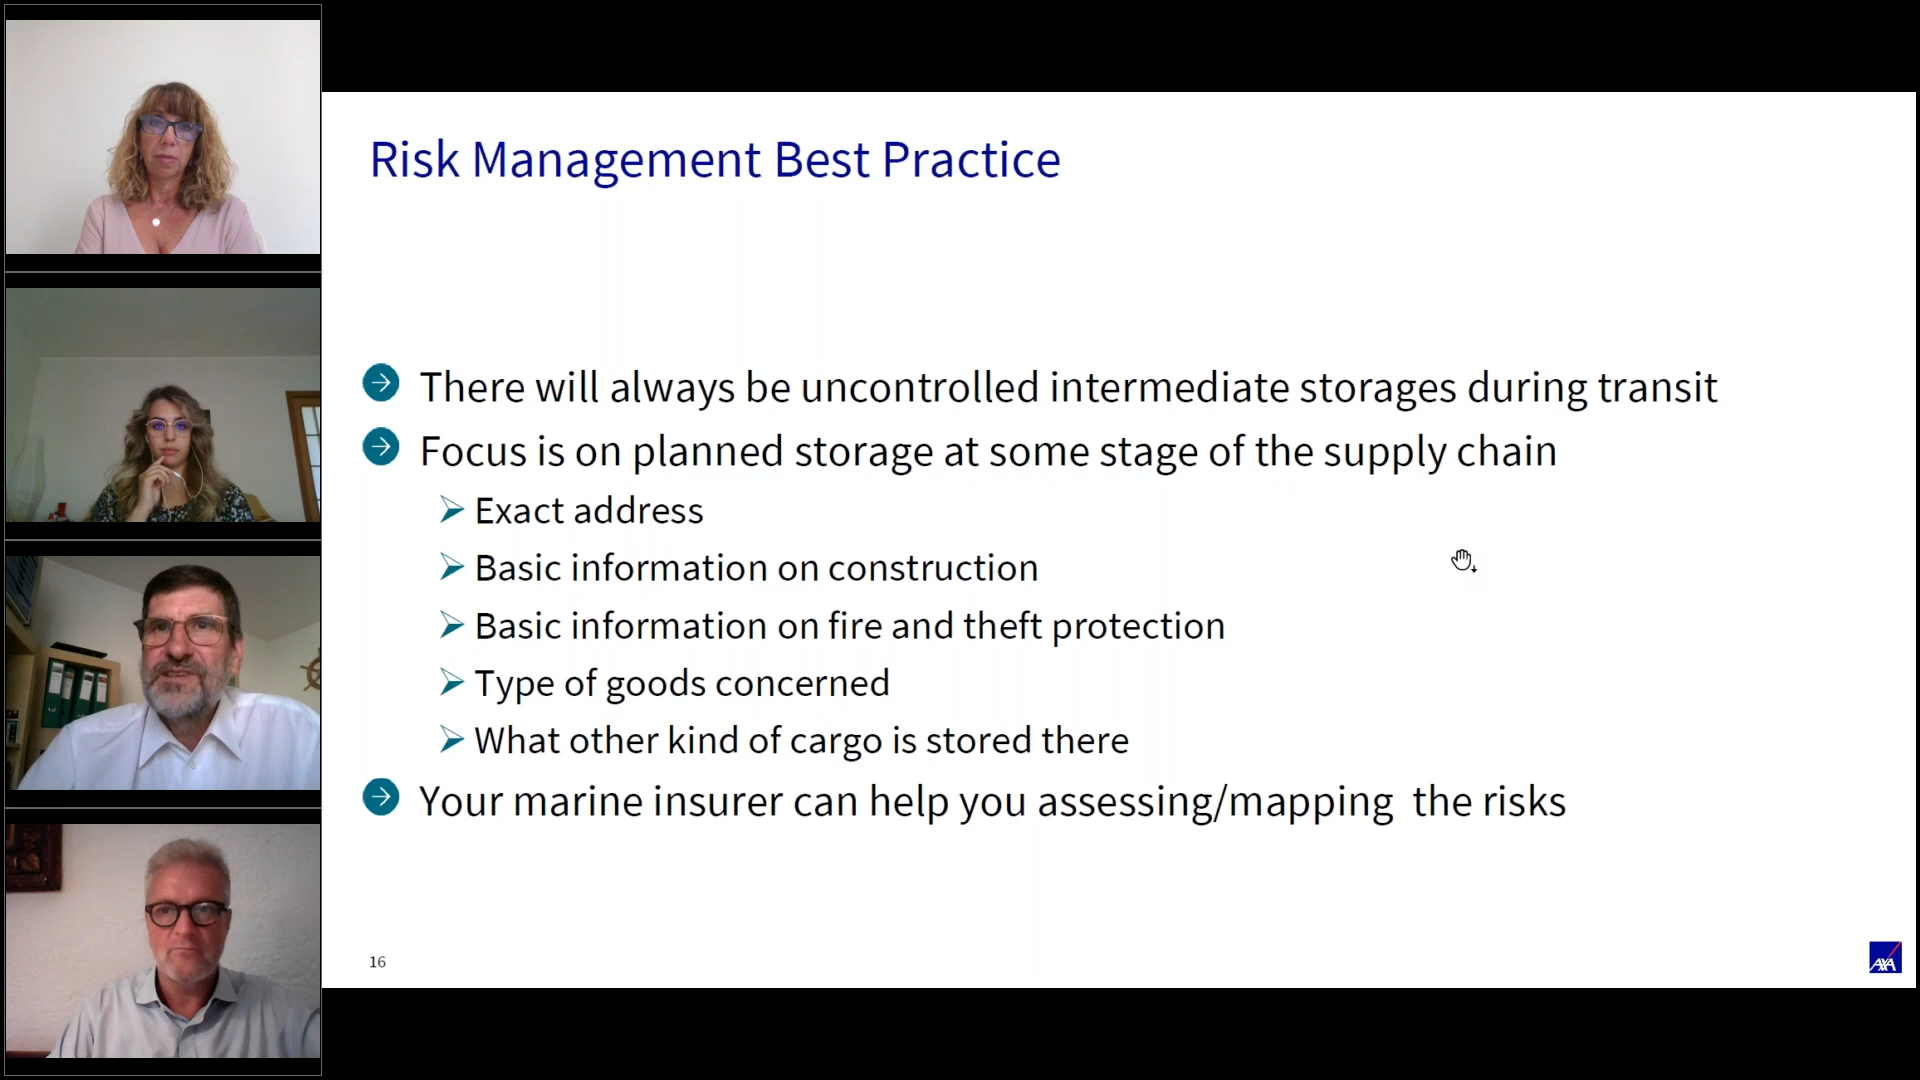 Risk Management Best Practice
There will always be uncontrolled intermediate storages during transit
Focus is on planned storage at some stage of the supply chain
Exact address
Basic information on construction
Basic information on fire and theft protection
Type of goods concerned
What other kind of cargo is stored there
Your marine insurer can help you assessing/mapping  the risks
16
AXA